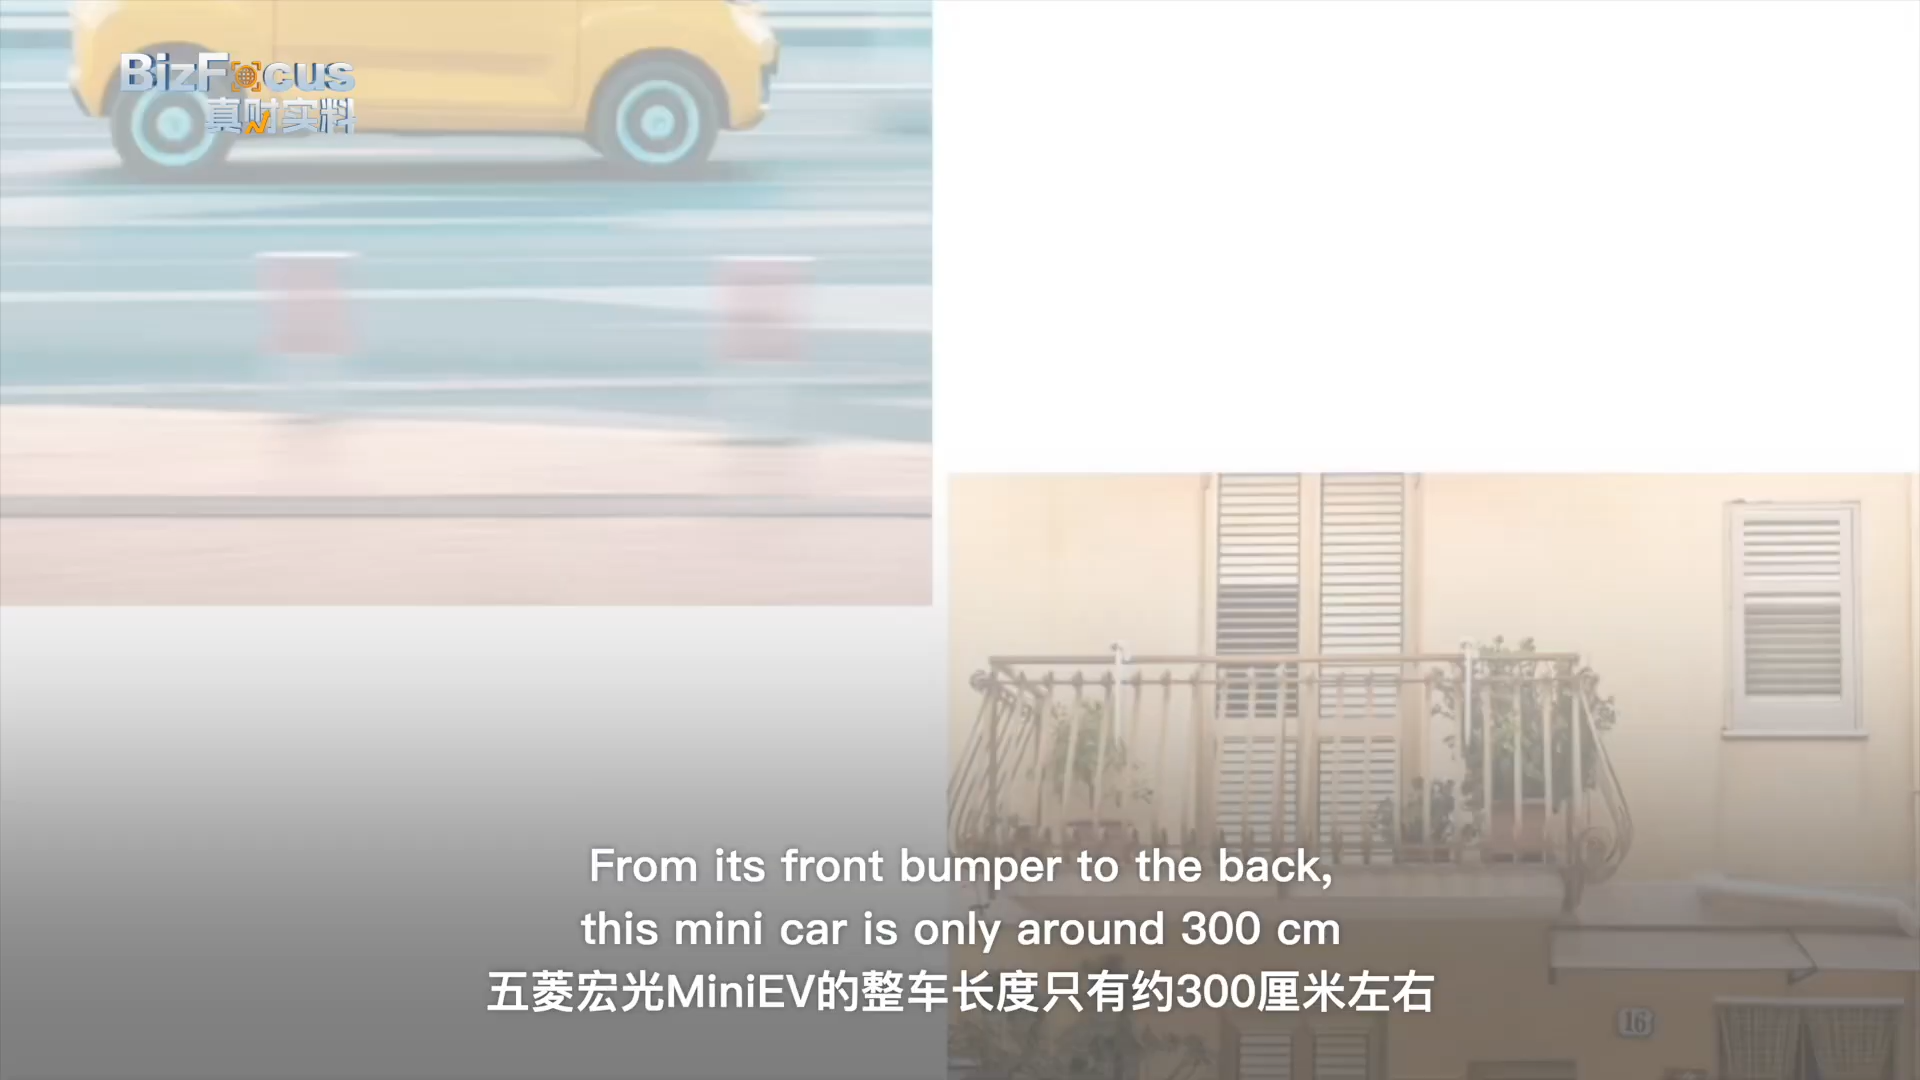 BizFocus
真财实料
From its front bumper to the back,
this mini car is only around 300 cm
五菱宏光MiniEV的整车长度只有约300厘米左右
16